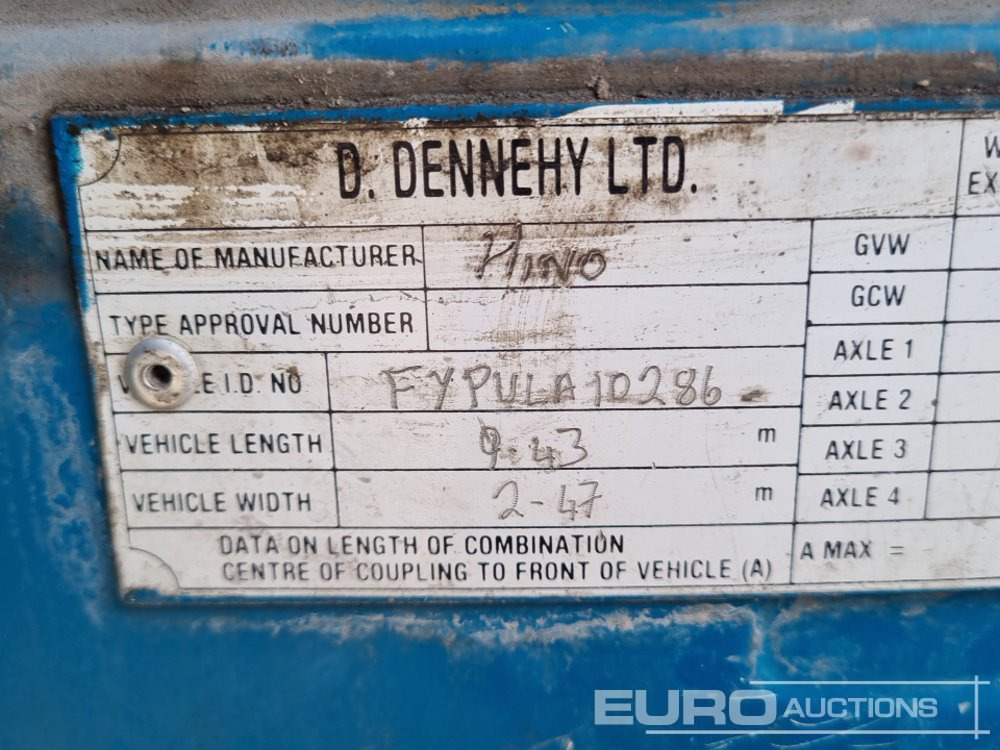 D. DENNEHY LTD.
W
EX
NAME OF MANUFACTURER HINO
GVW
TYPE APPROVAL NUMBER
GCW
V LE I.D. NO FYPULA10286
AXLE 1
AXLE 2
VEHICLE LENGTH 9.43 m
AXLE 3
VEHICLE WIDTH 2-47 m
AXLE 4
DATA ON LENGTH OF COMBINATION
CENTRE OF COUPLING TO FRONT OF VEHICLE (A)
A MAX =
EURO AUCTIONS